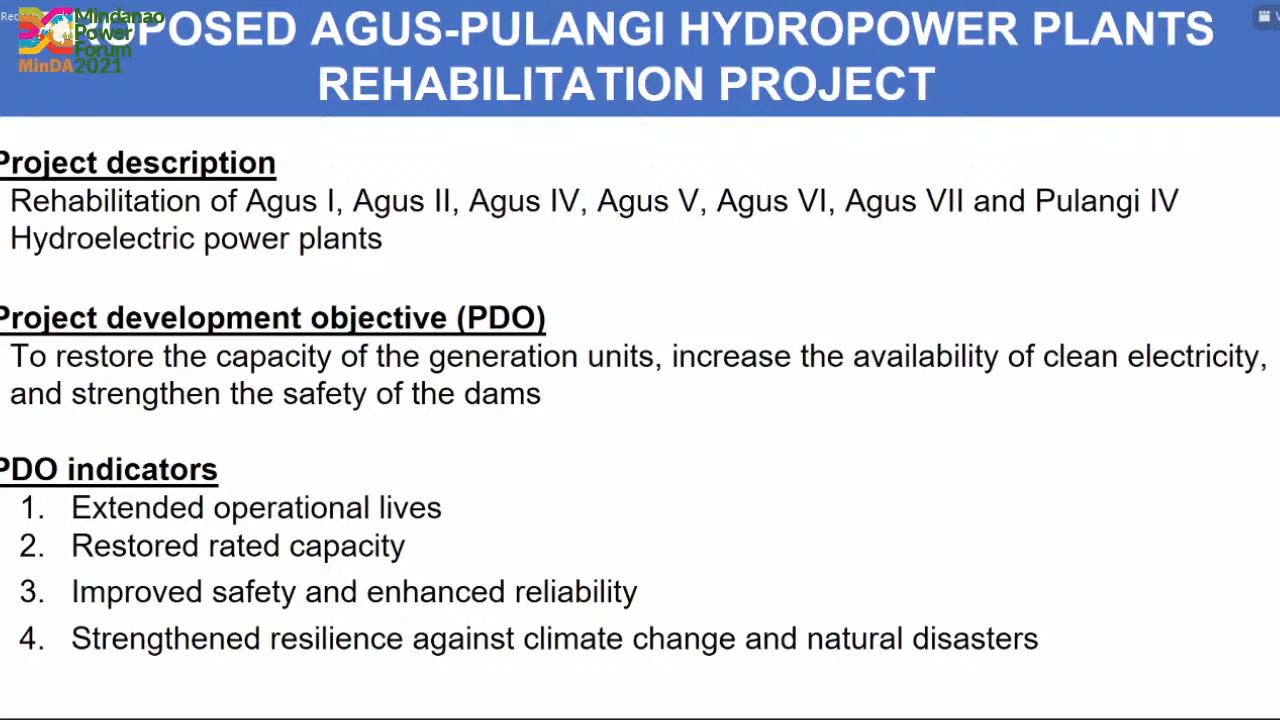 Mindanao
Power
Forum
MinDA 2021
POSED AGUS-PULANGI HYDROPOWER PLANTS
REHABILITATION PROJECT
Project description
Rehabilitation of Agus I, Agus II, Agus IV, Agus V, Agus VI, Agus VII and Pulangi IV
Hydroelectric power plants
Project development objective (PDO)
To restore the capacity of the generation units, increase the availability of clean electricity,
and strengthen the safety of the dams
PDO indicators
1. Extended operational lives
2. Restored rated capacity
3. Improved safety and enhanced reliability
4. Strengthened resilience against climate change and natural disasters